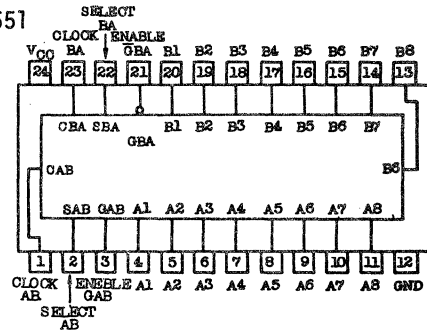 651
SELECT
BA
CLOCK ENABLE
VCC BA GBA B1 B2 B3 B4 B5 B6 B7 B8
24 23 22 21 20 19 18 17 16 15 14 13
CBA SBA B1 B2 B3 B4 B5 B6 B7
GBA
CAB B8
SAB GAB A1 A2 A3 A4 A5 A6 A7 A8
1 2 3 4 5 6 7 8 9 10 11 12
CLOCK ENEBLE A1 A2 A3 A4 A5 A6 A7 A8 GND
AB GAB
SELECT
AB